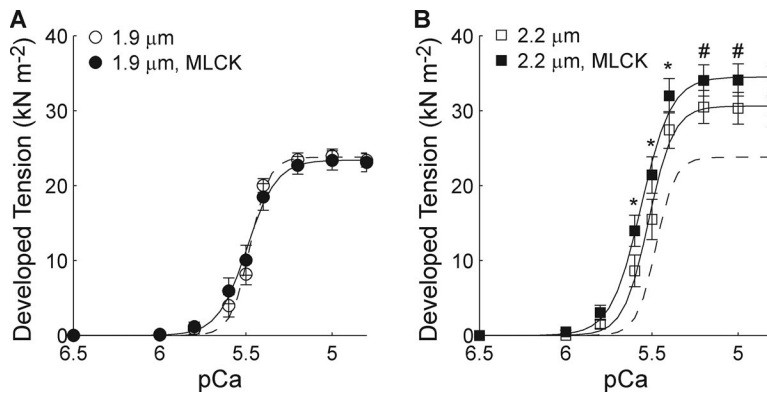 A
Developed Tension (kN m-2)
40
30
20
10
0
6.5 6 5.5 5
pCa
1.9 µm
1.9 µm, MLCK
B
Developed Tension (kN m-2)
40
30
20
10
0
6.5 6 5.5 5
pCa
2.2 µm
2.2 µm, MLCK
* * * # #